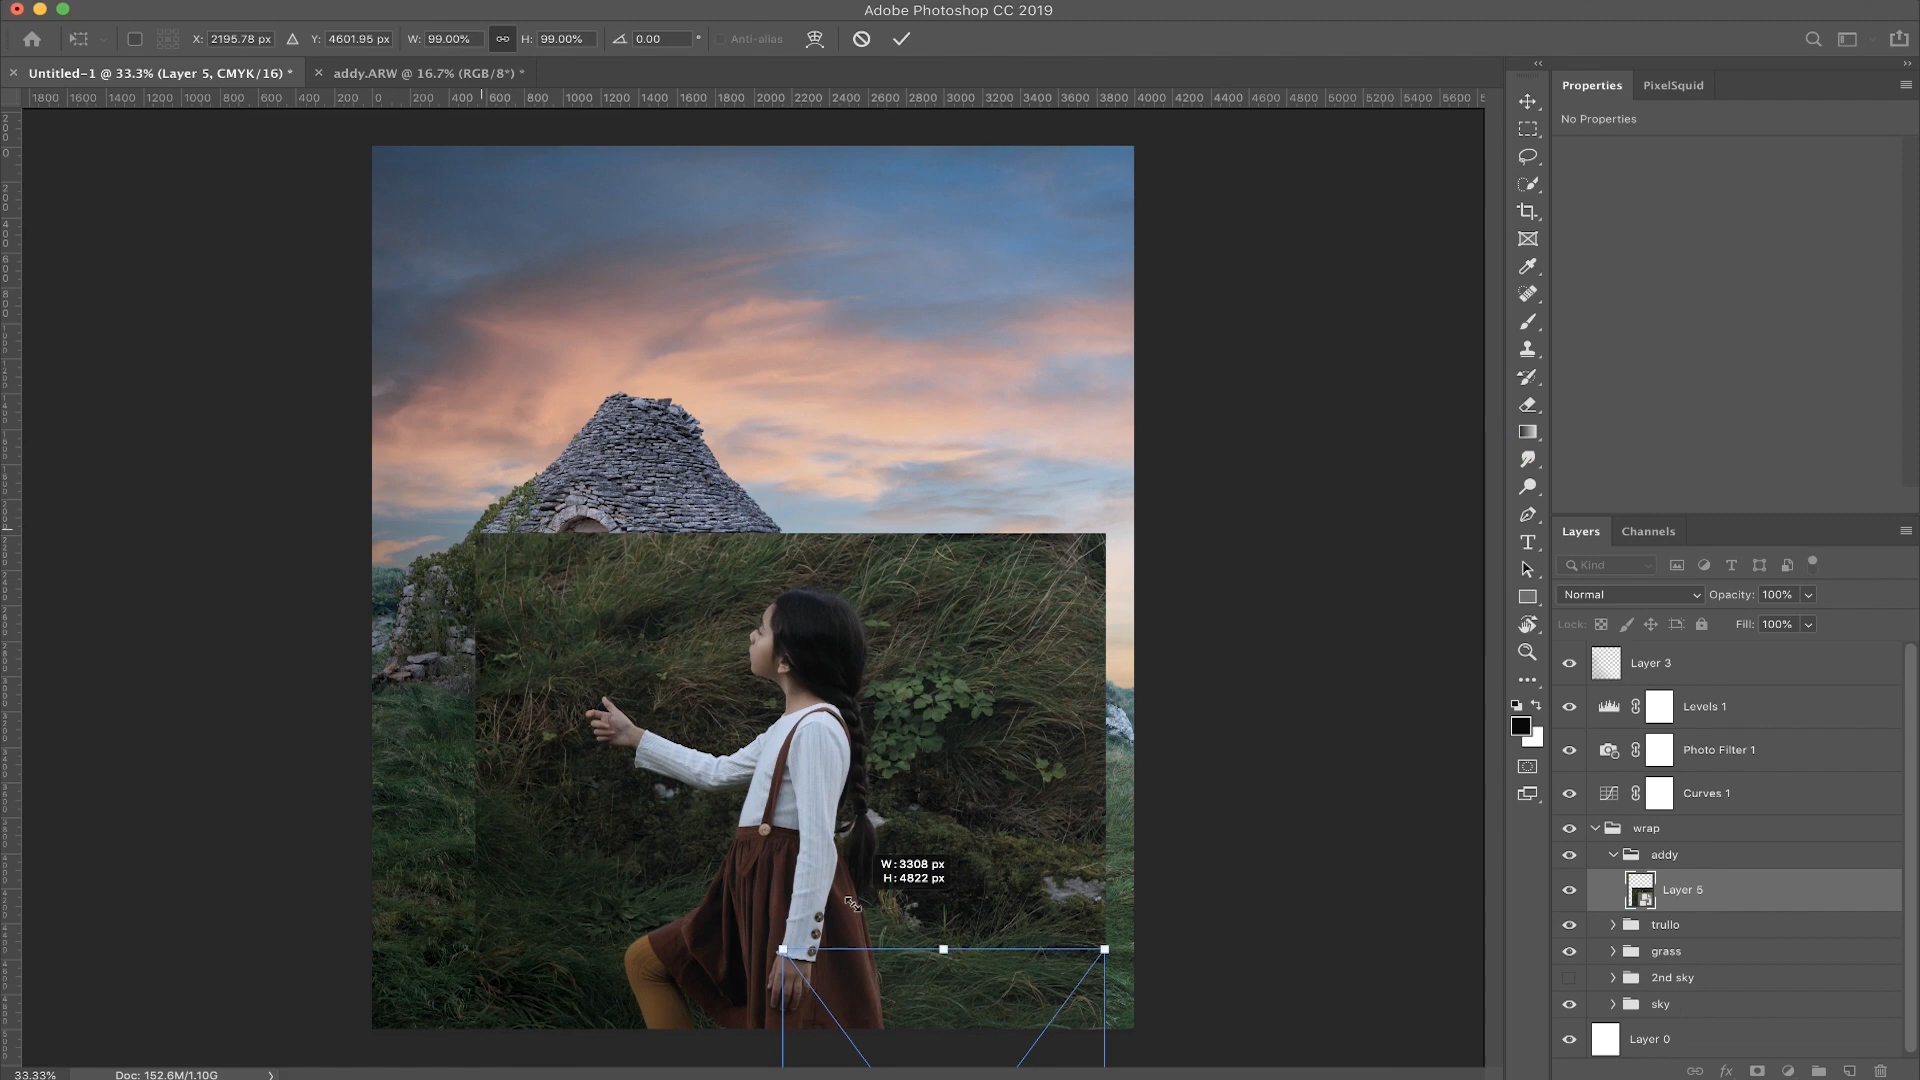 Adobe Photoshop CC 2019
X: 2195.78 px Y: 4601.95 px W: 99.00% H: 99.00% 0.00 ° Anti-alias
× Untitled-1 @ 33.3% (Layer 5, CMYK/16) * × addy.ARW @ 16.7% (RGB/8*) *
1800 1600 1400 1200 1000 800 600 400 200 0 200 400 600 800 1000 1200 1400 1600 1800 2000 2200 2400 2600 2800 3000 3200 3400 3600 3800 4000 4200 4400 4600 4800 5000 5200 5400 5600
Properties PixelSquid
No Properties
Layers Channels
Kind
Normal Opacity: 100%
Lock: Fill: 100%
Layer 3
Levels 1
Photo Filter 1
Curves 1
wrap
addy
W: 3308 px
H: 4822 px
Layer 5
trullo
grass
2nd sky
sky
Layer 0
33.33% Doc: 152.6M/1.10G
fx